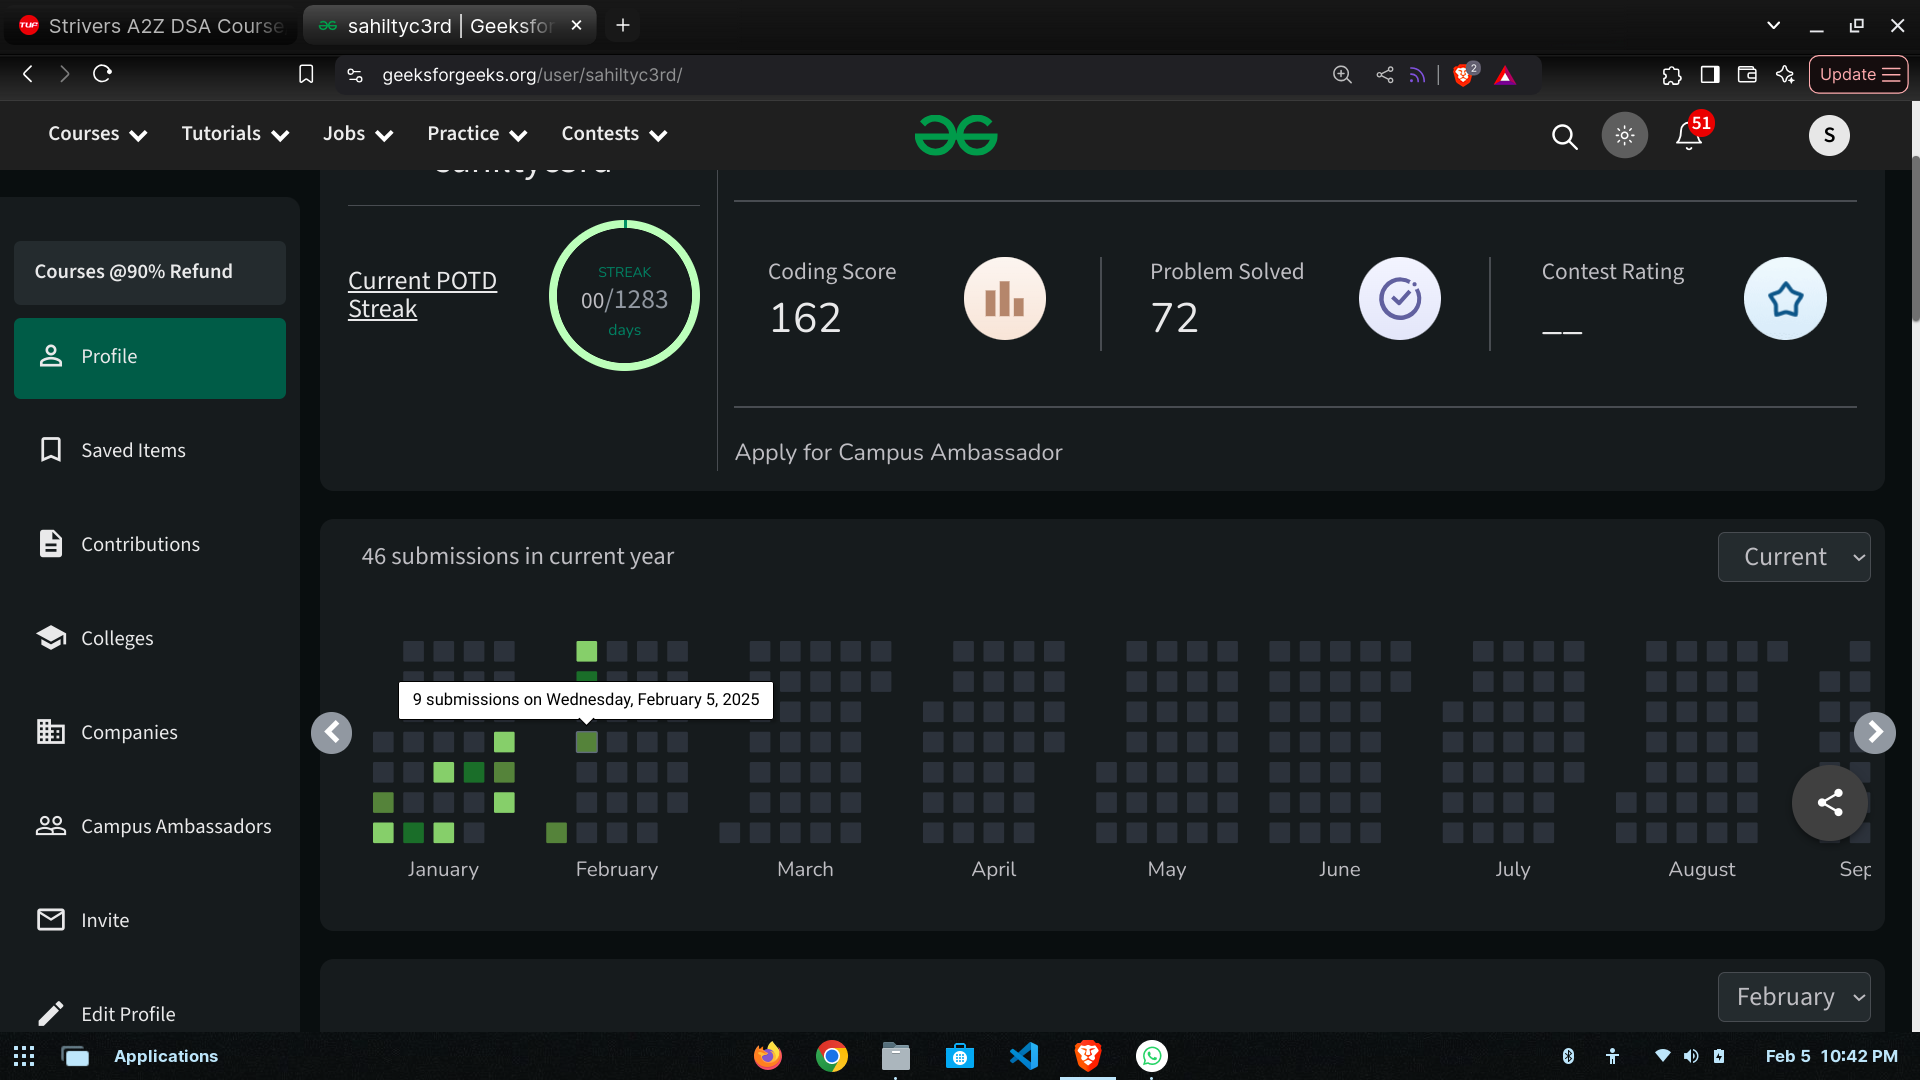 Strivers A2Z DSA Course
sahiltyc3rd | Geeksfor
geeksforgeeks.org/user/sahiltyc3rd/
2
Update
Courses
Tutorials
Jobs
Practice
Contests
51
S
sahiltyc3rd
Courses @90% Refund
Profile
Saved Items
Contributions
Colleges
Companies
Campus Ambassadors
Invite
Edit Profile
Current POTD
Streak
STREAK
00/1283
days
Coding Score
162
Problem Solved
72
Contest Rating
__
Apply for Campus Ambassador
46 submissions in current year
Current
9 submissions on Wednesday, February 5, 2025
January
February
March
April
May
June
July
August
Sep
February
Applications
Feb 5 10:42 PM